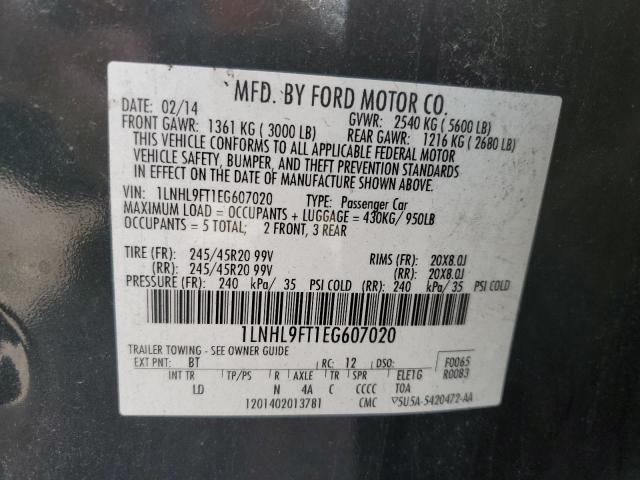 MFD. BY FORD MOTOR CO.
DATE: 02/14 GVWR: 2540 KG ( 5600 LB)
FRONT GAWR: 1361 KG ( 3000 LB) REAR GAWR: 1216 KG ( 2680 LB)
THIS VEHICLE CONFORMS TO ALL APPLICABLE FEDERAL MOTOR
VEHICLE SAFETY, BUMPER, AND THEFT PREVENTION STANDARDS
IN EFFECT ON THE DATE OF MANUFACTURE SHOWN ABOVE.
VIN: 1LNHL9FT1EG607020 TYPE: Passenger Car
MAXIMUM LOAD = OCCUPANTS + LUGGAGE = 430KG/ 950LB
OCCUPANTS = 5 TOTAL; 2 FRONT, 3 REAR
TIRE (FR): 245/45R20 99V RIMS (FR): 20X8.0J
(RR): 245/45R20 99V (RR): 20X8.0J
PRESSURE (FR): 240 kPa/ 35 PSI COLD (RR): 240 kPa/ 35 PSI COLD
1LNHL9FT1EG607020
TRAILER TOWING - SEE OWNER GUIDE
EXT PNT: BT RC: 12 DSO: F0065
INT TR TP/PS R AXLE TR SPR ELE1G R0083
LD N 4A C CCCC TOA
1201402013781 CMC ▽5U5A-5420472-AA